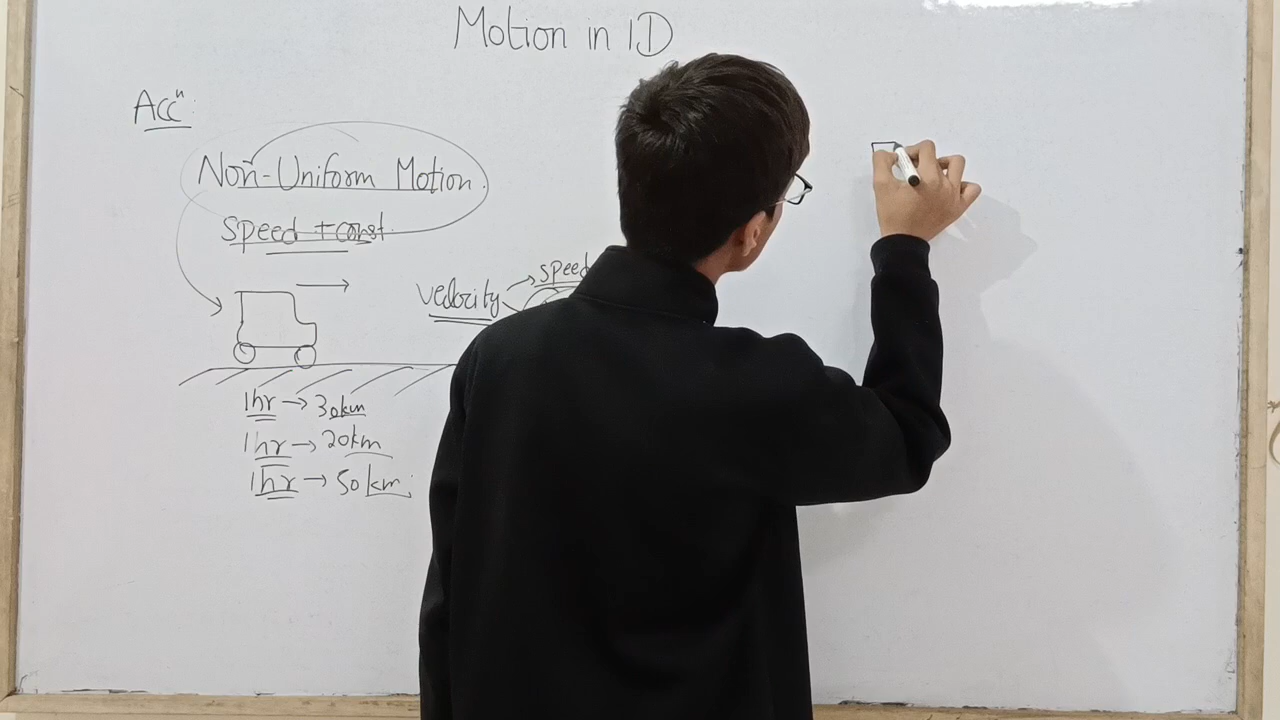 Motion in 1D
Accⁿ:
Non-Uniform Motion.
speed ≠ const.
velocity → speed
1hr → 30km
1hr → 20km
1hr → 50km.